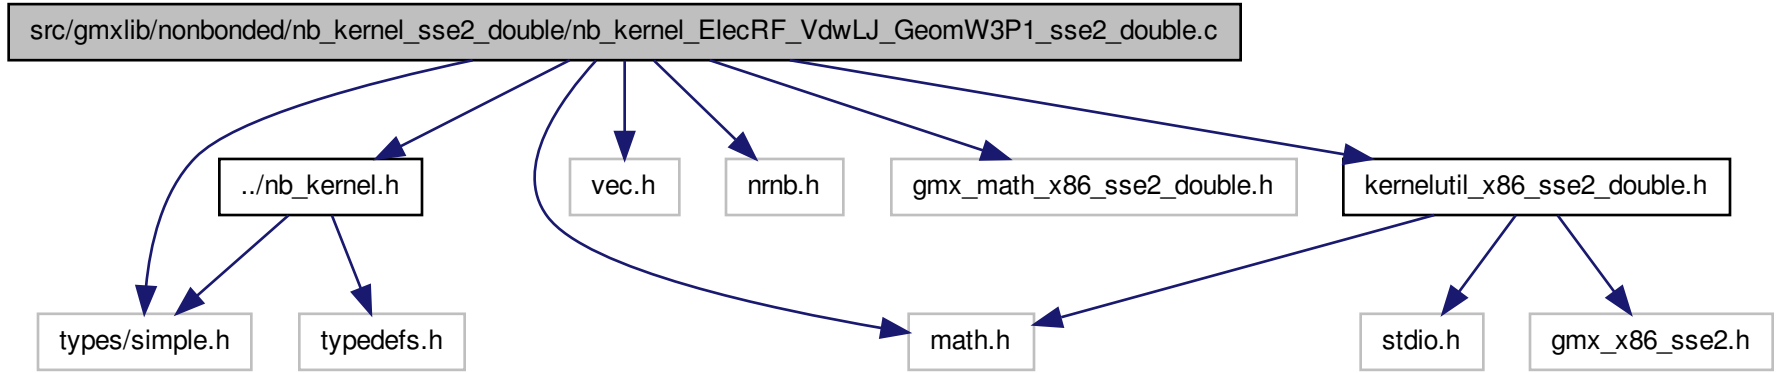 src/gmxlib/nonbonded/nb_kernel_sse2_double/nb_kernel_ElecRF_VdwLJ_GeomW3P1_sse2_double.c
../nb_kernel.h
vec.h
nrnb.h
gmx_math_x86_sse2_double.h
kernelutil_x86_sse2_double.h
types/simple.h
typedefs.h
math.h
stdio.h
gmx_x86_sse2.h